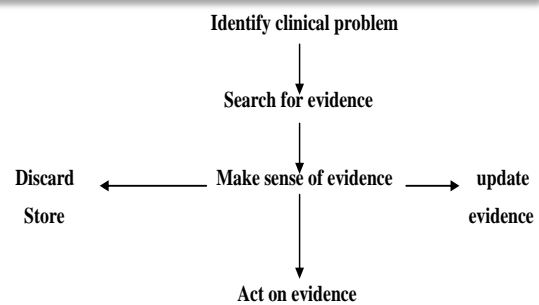 Identify clinical problem
Search for evidence
Discard
Store
Make sense of evidence
update
evidence
Act on evidence